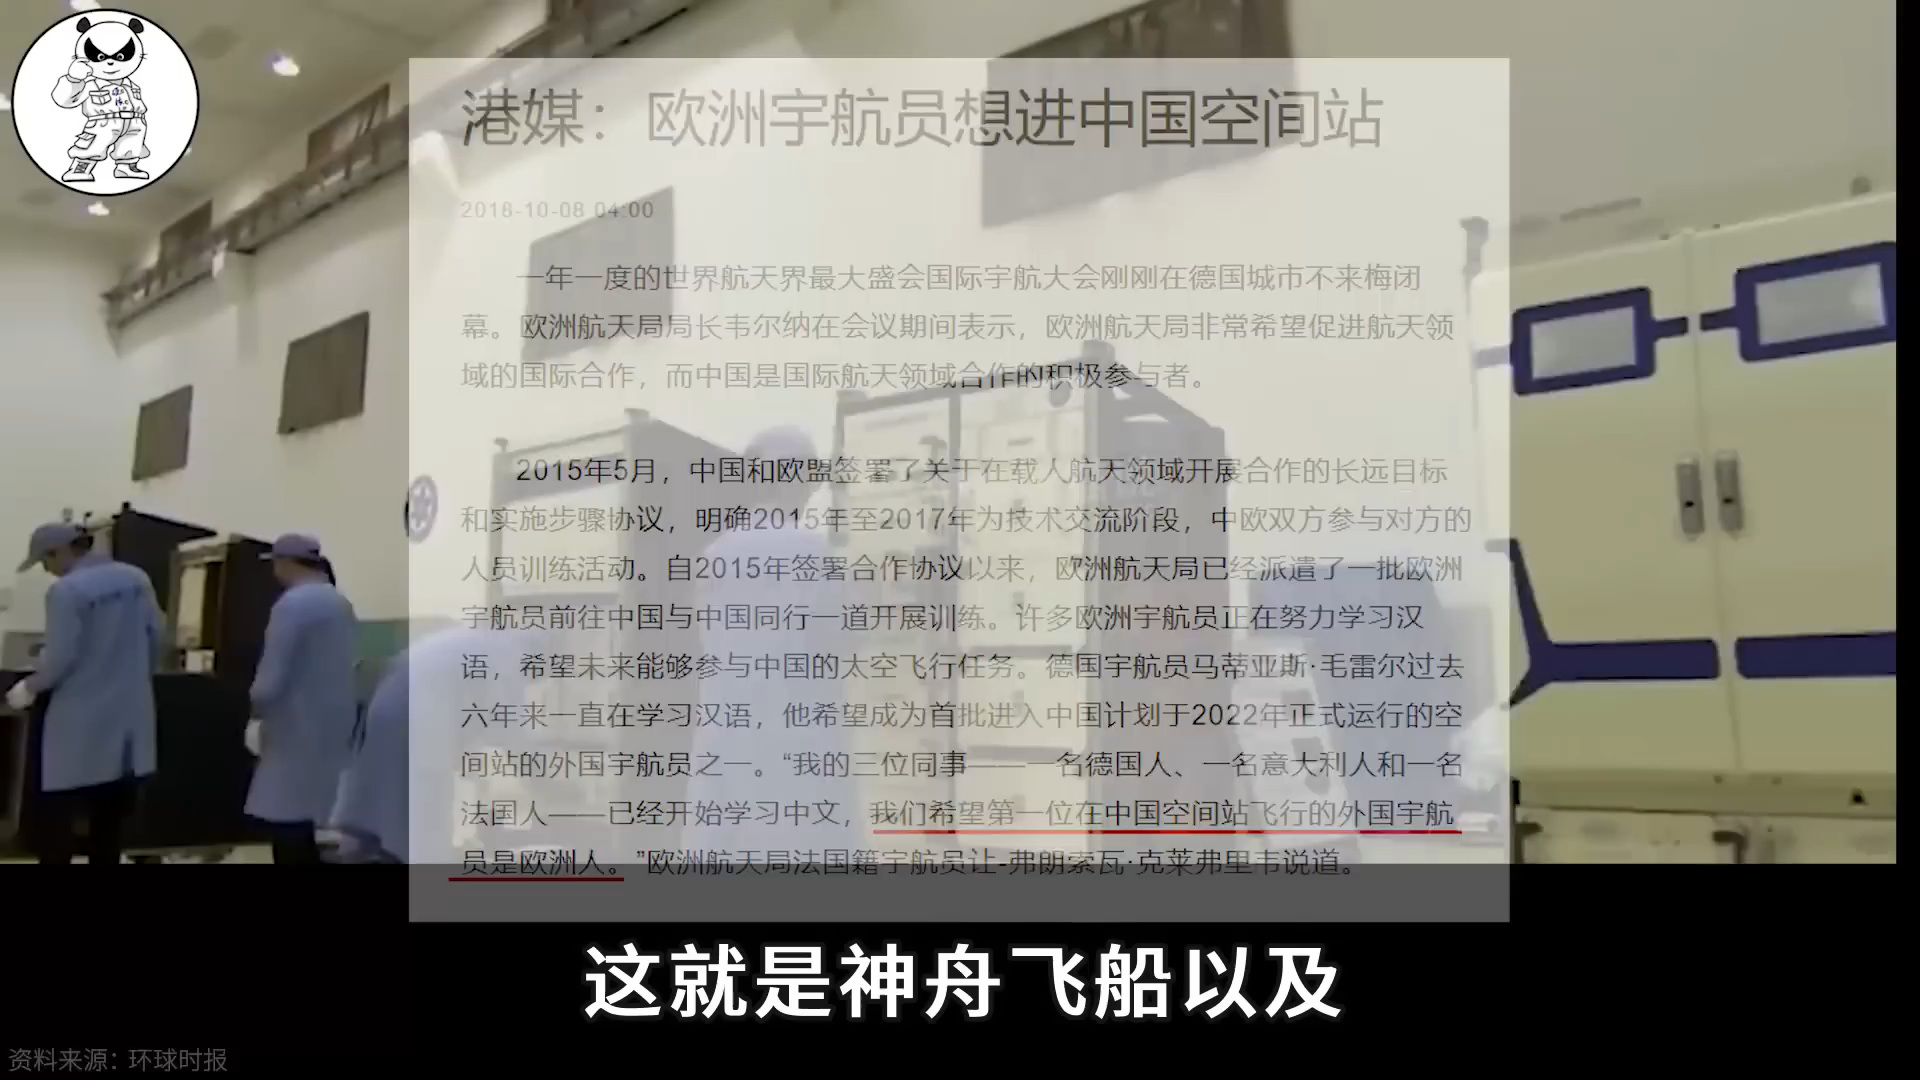 港媒：欧洲宇航员想进中国空间站
2018-10-08 04:00
一年一度的世界航天界最大盛会国际宇航大会刚刚在德国城市不来梅闭
幕。欧洲航天局局长韦尔纳在会议期间表示，欧洲航天局非常希望促进航天领
域的国际合作，而中国是国际航天领域合作的积极参与者。
2015年5月，中国和欧盟签署了关于在载人航天领域开展合作的长远目标
和实施步骤协议，明确2015年至2017年为技术交流阶段，中欧双方参与对方的
人员训练活动。自2015年签署合作协议以来，欧洲航天局已经派遣了一批欧洲
宇航员前往中国与中国同行一道开展训练。许多欧洲宇航员正在努力学习汉
语，希望未来能够参与中国的太空飞行任务。德国宇航员马蒂亚斯·毛雷尔过去
六年来一直在学习汉语，他希望成为首批进入中国计划于2022年正式运行的空
间站的外国宇航员之一。“我的三位同事——一名德国人、一名意大利人和一名
法国人——已经开始学习中文，我们希望第一位在中国空间站飞行的外国宇航
员是欧洲人。”欧洲航天局法国籍宇航员让-弗朗索瓦·克莱弗里韦说道。
这就是神舟飞船以及
资料来源：环球时报